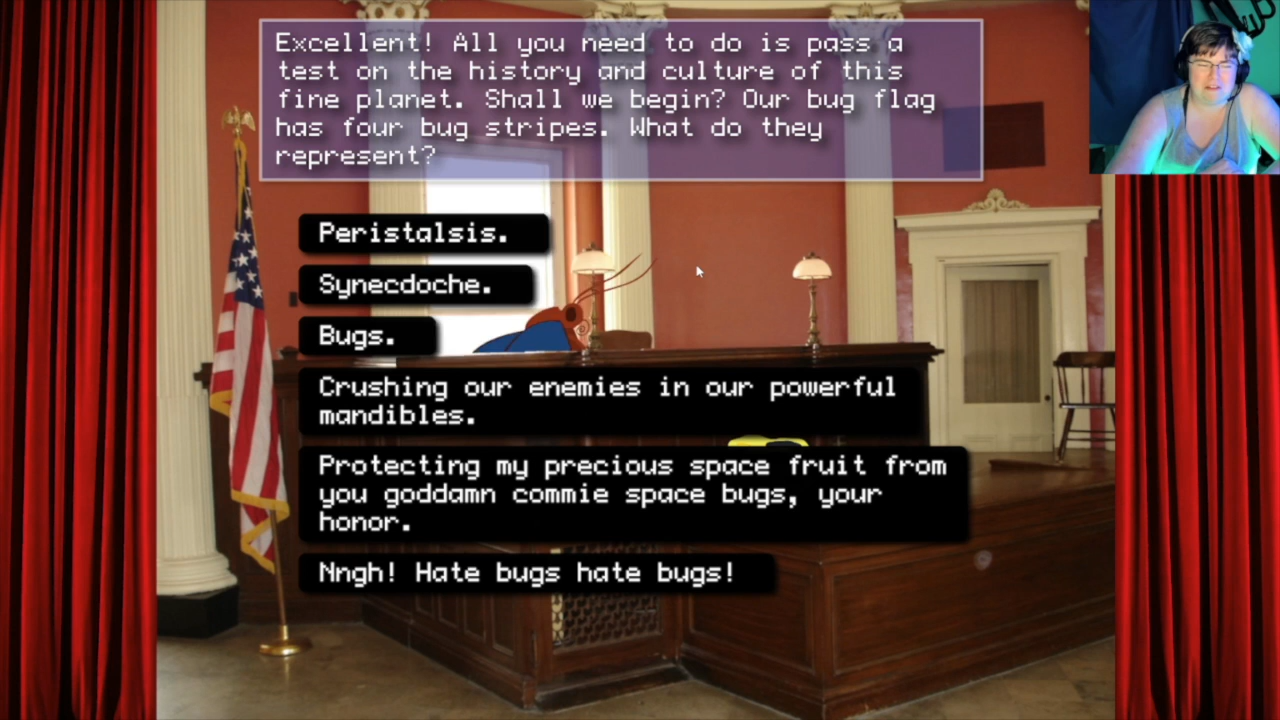 Excellent! All you need to do is pass a
test on the history and culture of this
fine planet. Shall we begin? Our bug flag
has four bug stripes. What do they
represent?
Peristalsis.
Synecdoche.
Bugs.
Crushing our enemies in our powerful
mandibles.
Protecting my precious space fruit from
you goddamn commie space bugs, your
honor.
Nngh! Hate bugs hate bugs!